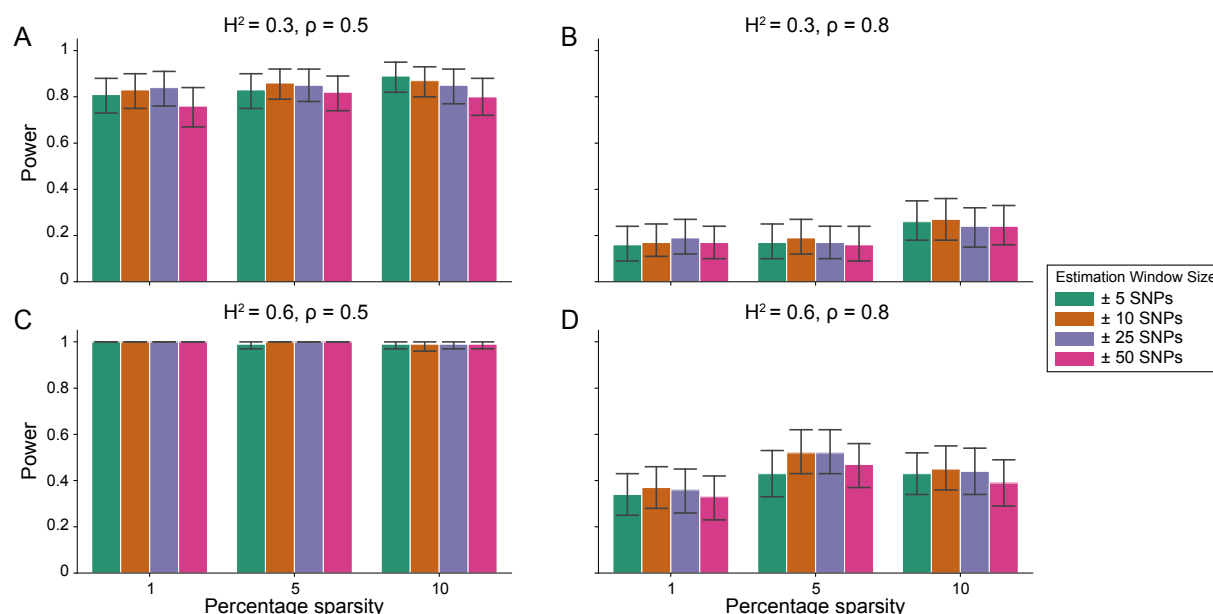 A
H² = 0.3, ρ = 0.5
B
H² = 0.3, ρ = 0.8
1
0.8
0.6
0.4
0.2
0
Power
Estimation Window Size
± 5 SNPs
± 10 SNPs
± 25 SNPs
± 50 SNPs
C
H² = 0.6, ρ = 0.5
D
H² = 0.6, ρ = 0.8
1
0.8
0.6
0.4
0.2
0
Power
1 5 10
Percentage sparsity
1 5 10
Percentage sparsity